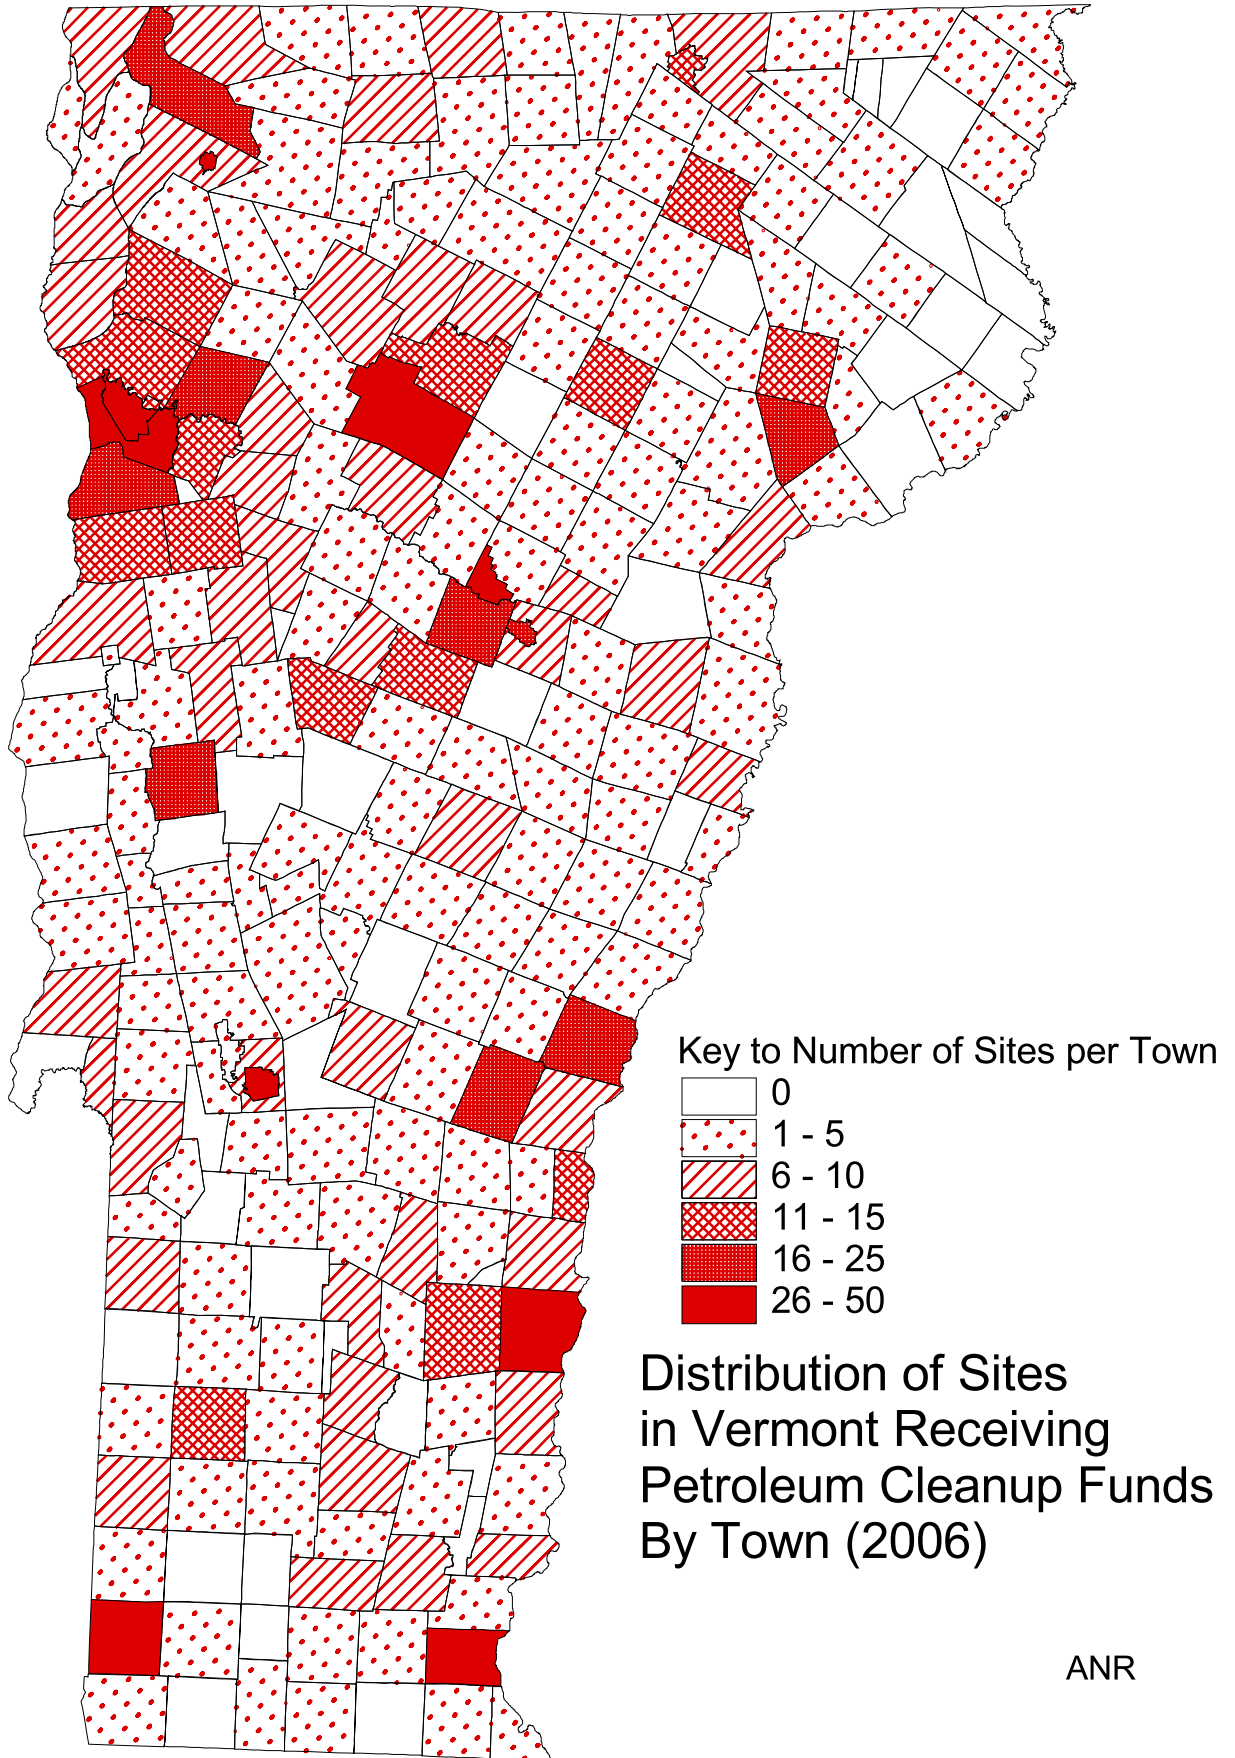 Key to Number of Sites per Town
0
1 - 5
6 - 10
11 - 15
16 - 25
26 - 50
Distribution of Sites
in Vermont Receiving
Petroleum Cleanup Funds
By Town (2006)
ANR